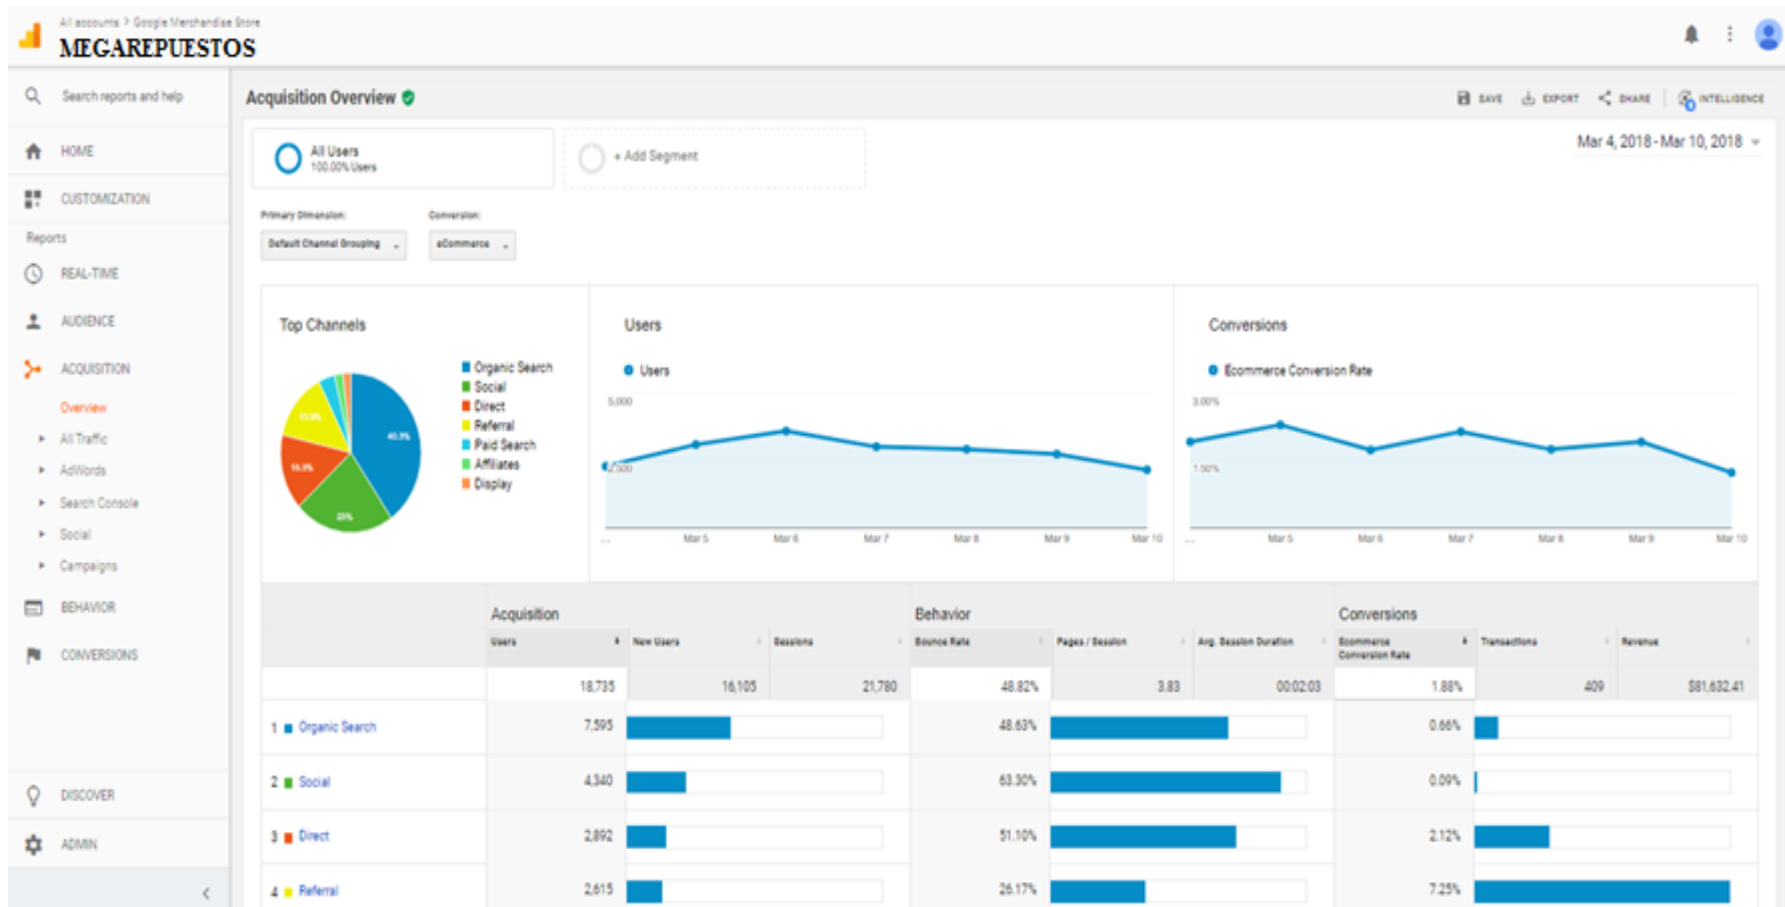 All accounts > Google Merchandise Store
MEGAREPUESTOS
Search reports and help
HOME
CUSTOMIZATION
Reports
REAL-TIME
AUDIENCE
ACQUISITION
Overview
All Traffic
AdWords
Search Console
Social
Campaigns
BEHAVIOR
CONVERSIONS
DISCOVER
ADMIN
Acquisition Overview
SAVE EXPORT SHARE INTELLIGENCE
All Users
100.00% Users
+ Add Segment
Mar 4, 2018 - Mar 10, 2018
Primary Dimension: Conversion:
Default Channel Grouping eCommerce
Top Channels
40.3%
23%
Organic Search
Social
Direct
Referral
Paid Search
Affiliates
Display
Users
Users
5,000
2,500
... Mar 5 Mar 6 Mar 7 Mar 8 Mar 9 Mar 10
Conversions
Ecommerce Conversion Rate
3.00%
1.50%
... Mar 5 Mar 6 Mar 7 Mar 8 Mar 9 Mar 10
Acquisition Behavior Conversions
Users New Users Sessions Bounce Rate Pages / Session Avg. Session Duration Ecommerce Conversion Rate Transactions Revenue
18,735 16,105 21,780 48.82% 3.83 00:02:03 1.88% 409 $81,632.41
1 Organic Search 7,595 48.63% 0.66%
2 Social 4,340 63.30% 0.09%
3 Direct 2,892 51.10% 2.12%
4 Referral 2,615 26.17% 7.25%